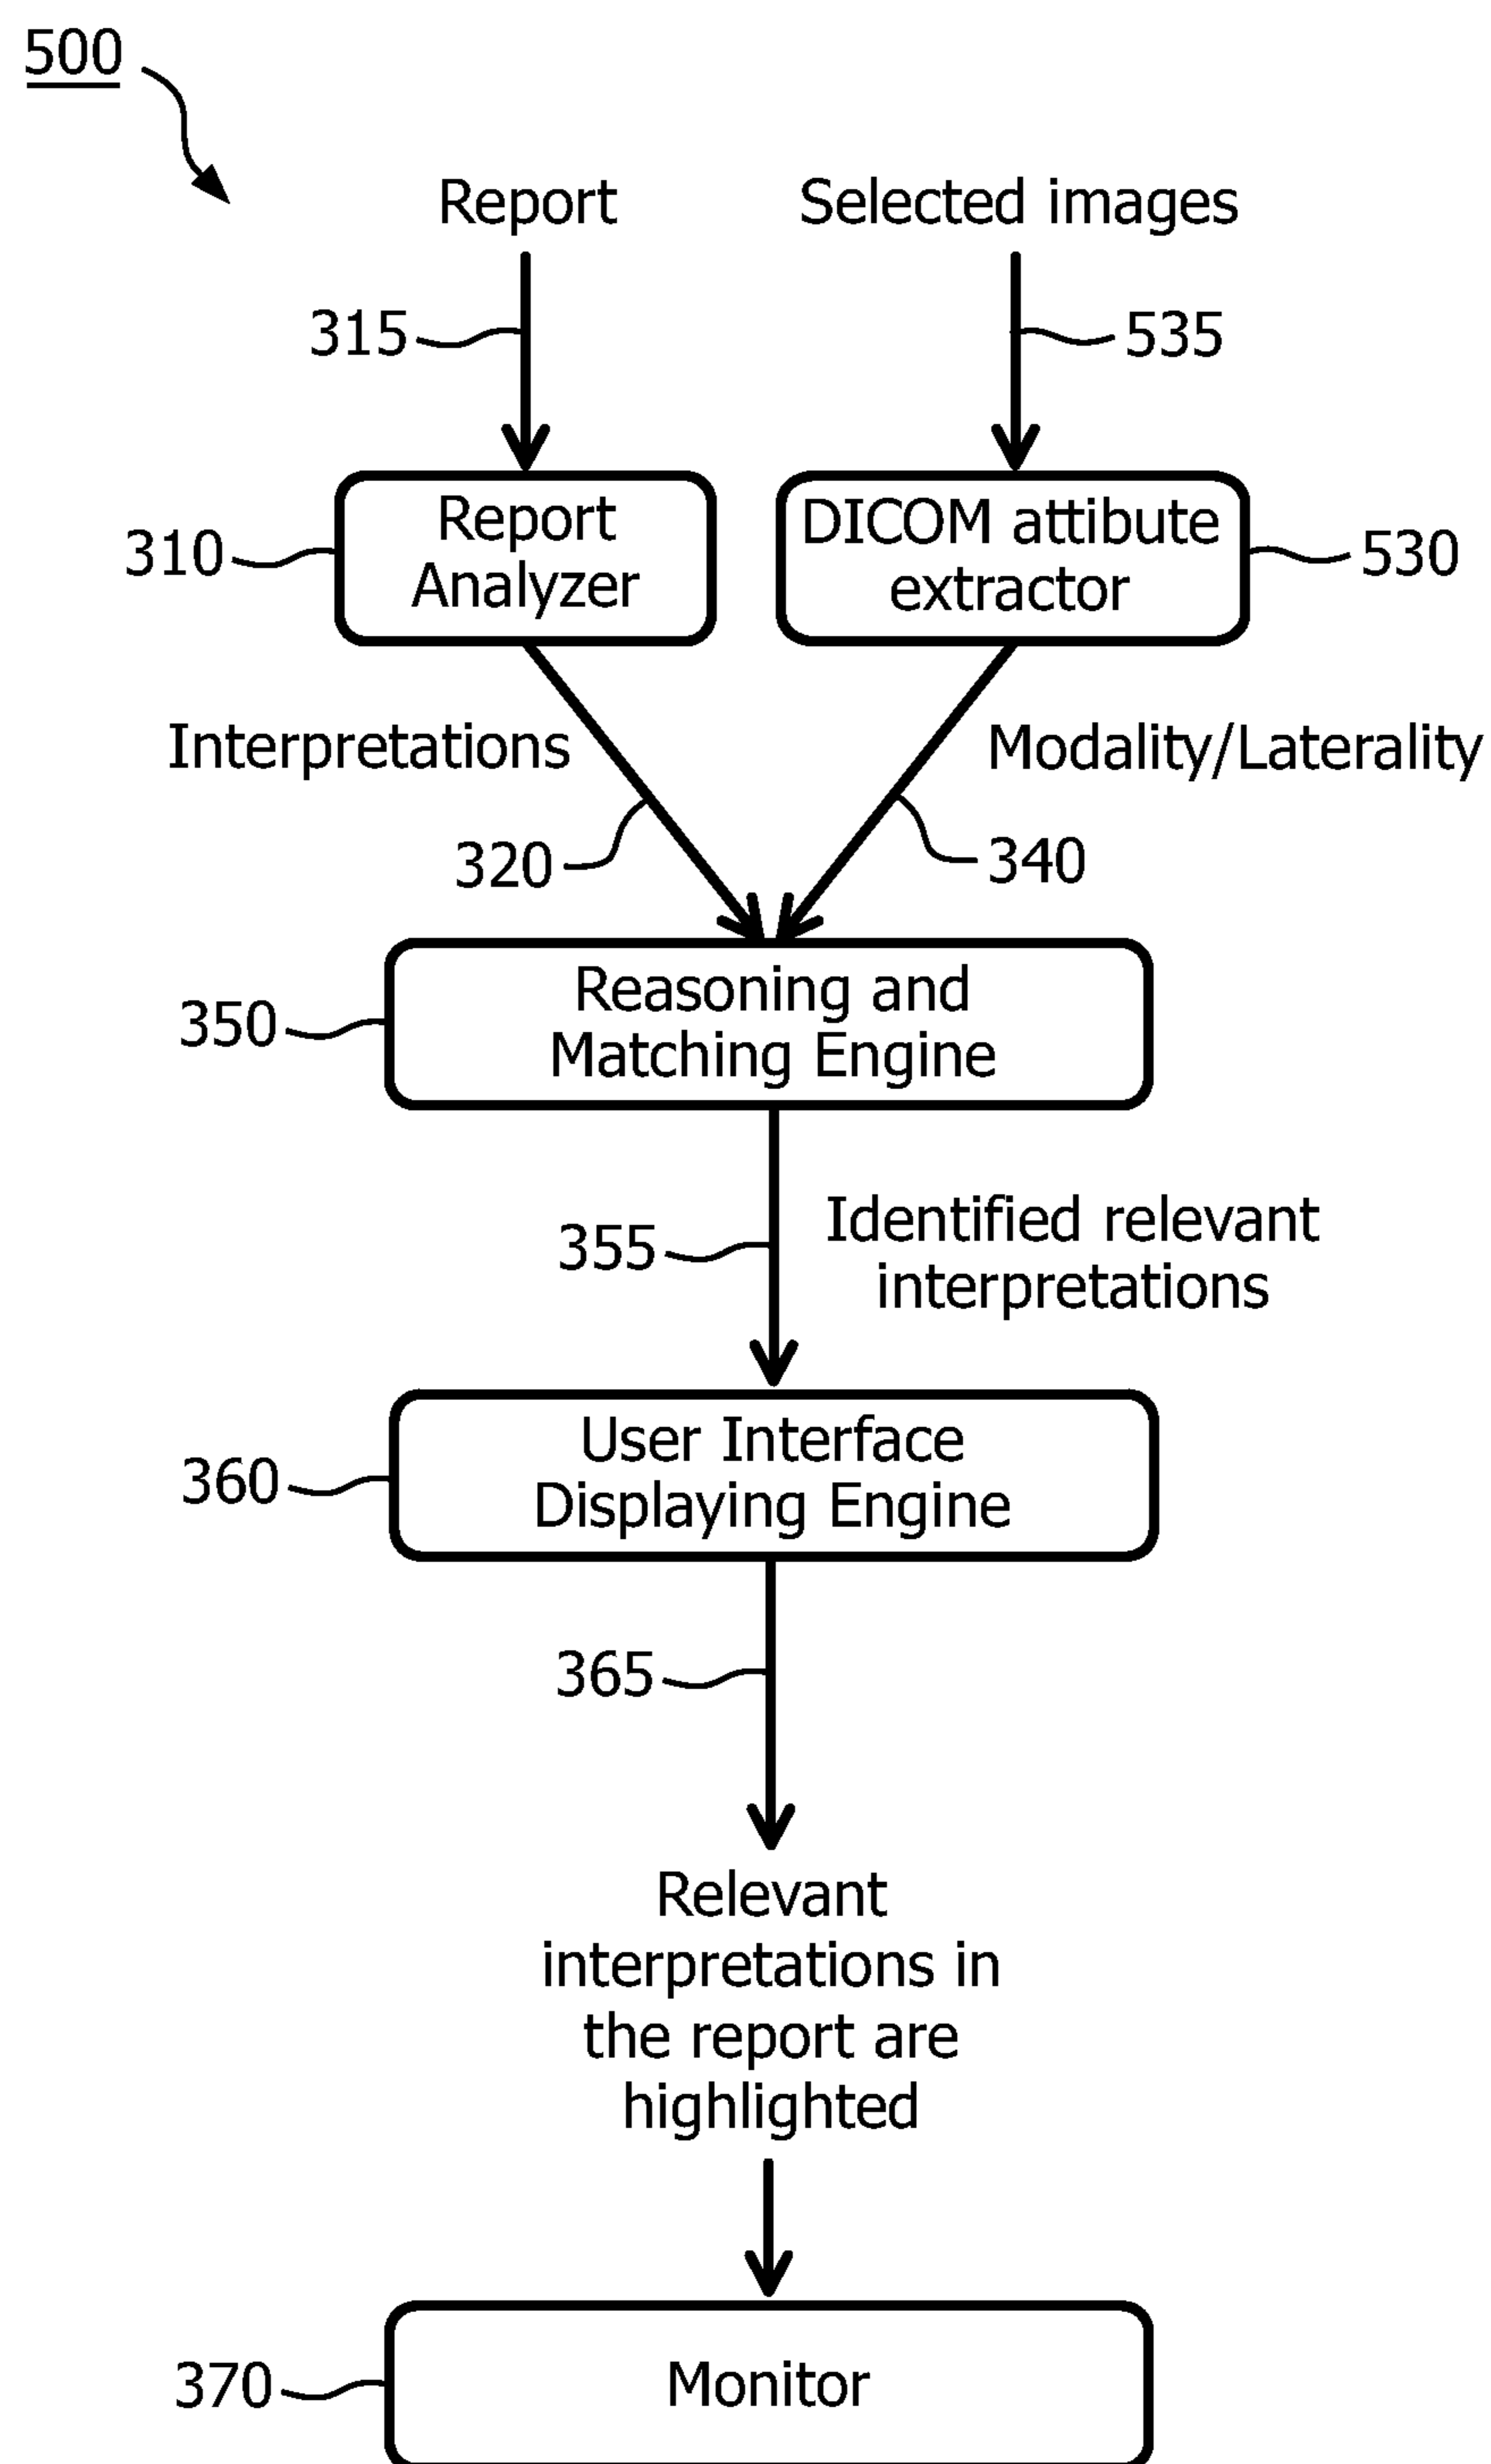 500
Report
Selected images
315
535
Report
Analyzer
DICOM attibute
extractor
310
530
Interpretations
Modality/Laterality
320
340
Reasoning and
Matching Engine
350
355
Identified relevant
interpretations
User Interface
Displaying Engine
360
365
Relevant
interpretations in
the report are
highlighted
370
Monitor